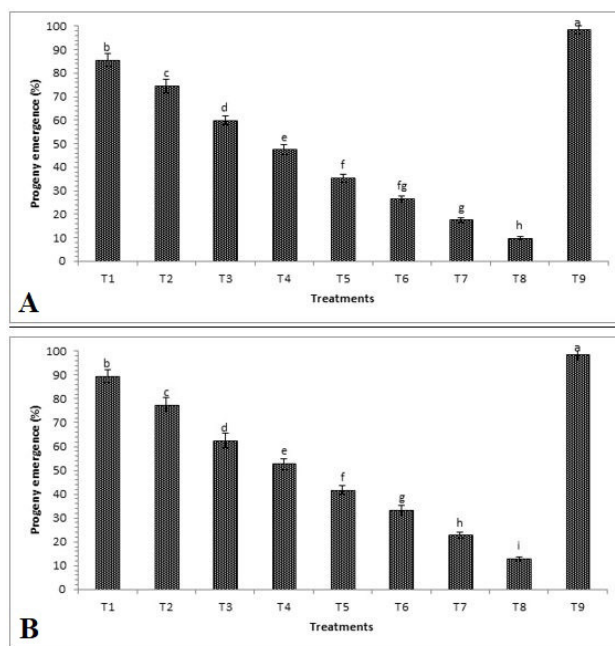 100
90
80
70
60
50
40
30
20
10
0
Progeny emergence (%)
b
c
d
e
f
fg
g
h
a
T1 T2 T3 T4 T5 T6 T7 T8 T9
Treatments
A
100
90
80
70
60
50
40
30
20
10
0
Progeny emergence (%)
b
c
d
e
f
g
h
i
a
T1 T2 T3 T4 T5 T6 T7 T8 T9
Treatments
B